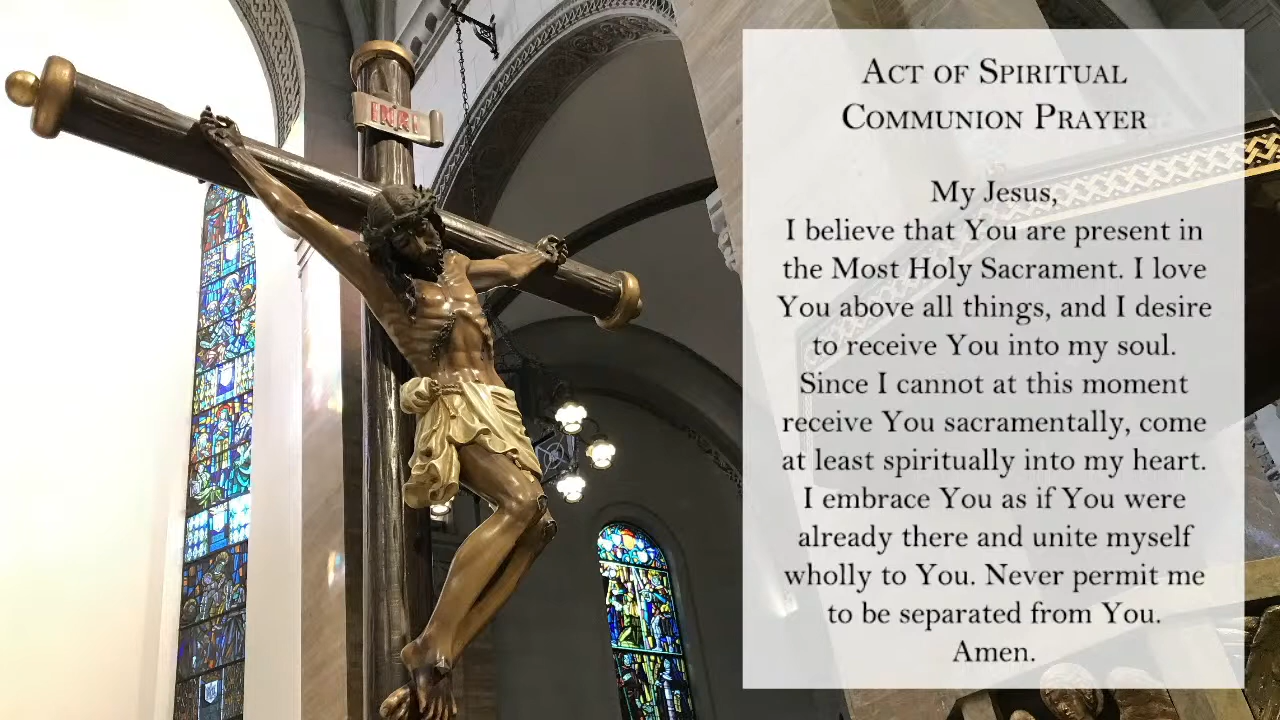 INRI
ACT OF SPIRITUAL
COMMUNION PRAYER
My Jesus,
I believe that You are present in
the Most Holy Sacrament. I love
You above all things, and I desire
to receive You into my soul.
Since I cannot at this moment
receive You sacramentally, come
at least spiritually into my heart.
I embrace You as if You were
already there and unite myself
wholly to You. Never permit me
to be separated from You.
Amen.